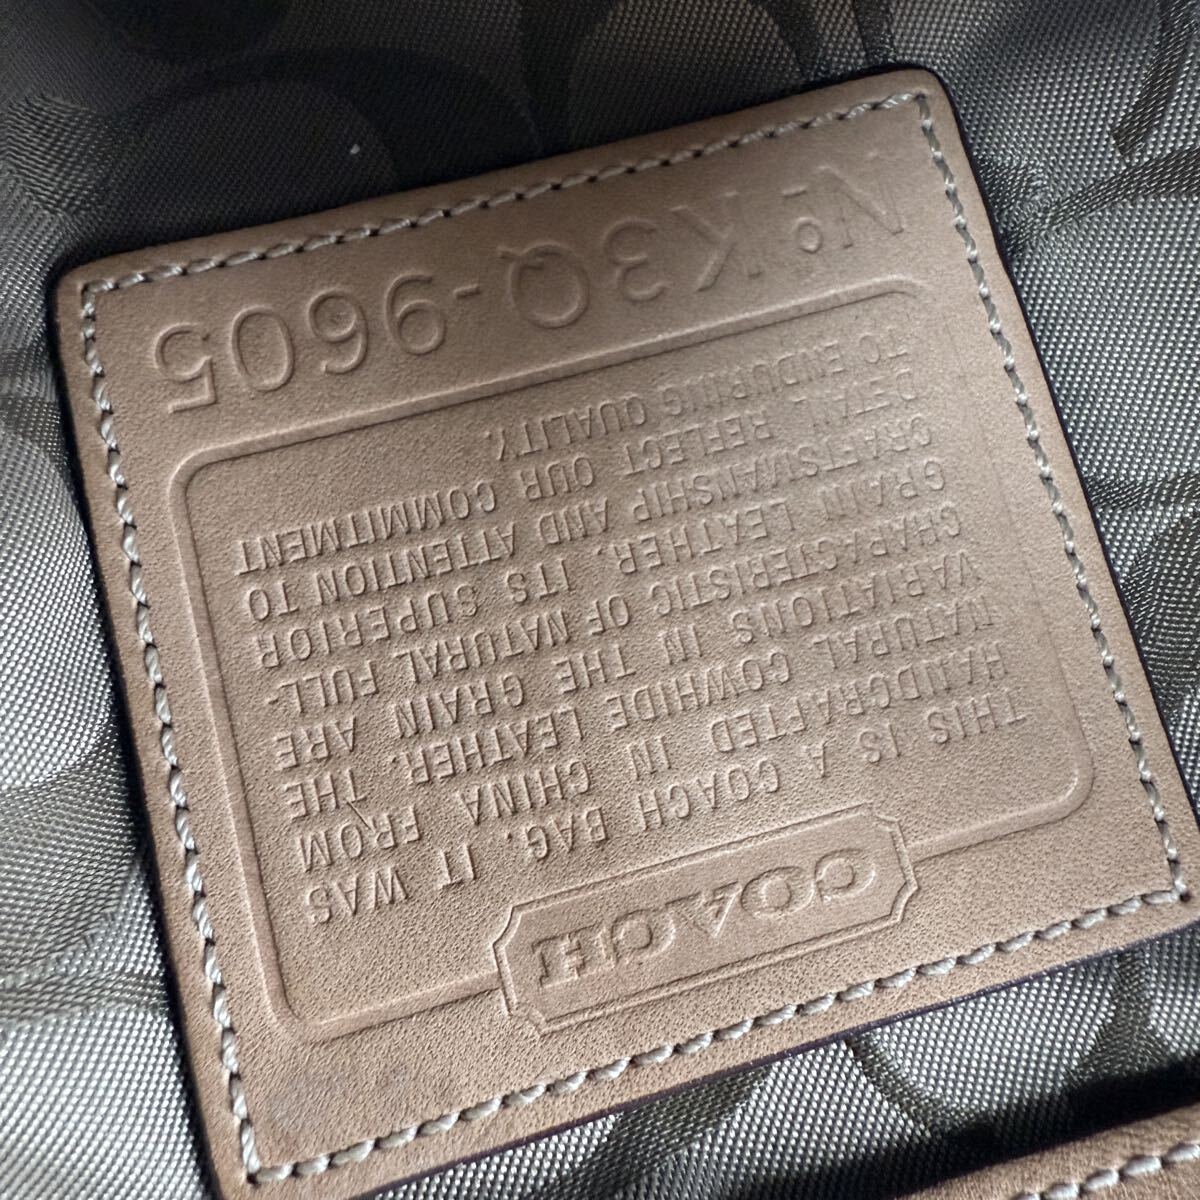 COACH
THIS IS A COACH BAG. IT WAS
HANDCRAFTED IN CHINA FROM
NATURAL COWHIDE LEATHER. THE
VARIATIONS IN THE GRAIN ARE
CHARACTERISTIC OF NATURAL FULL-
GRAIN LEATHER. ITS SUPERIOR
CRAFTSMANSHIP AND ATTENTION TO
DETAIL REFLECT OUR COMMITMENT
TO ENDURING QUALITY.
Nº K3Q-9605